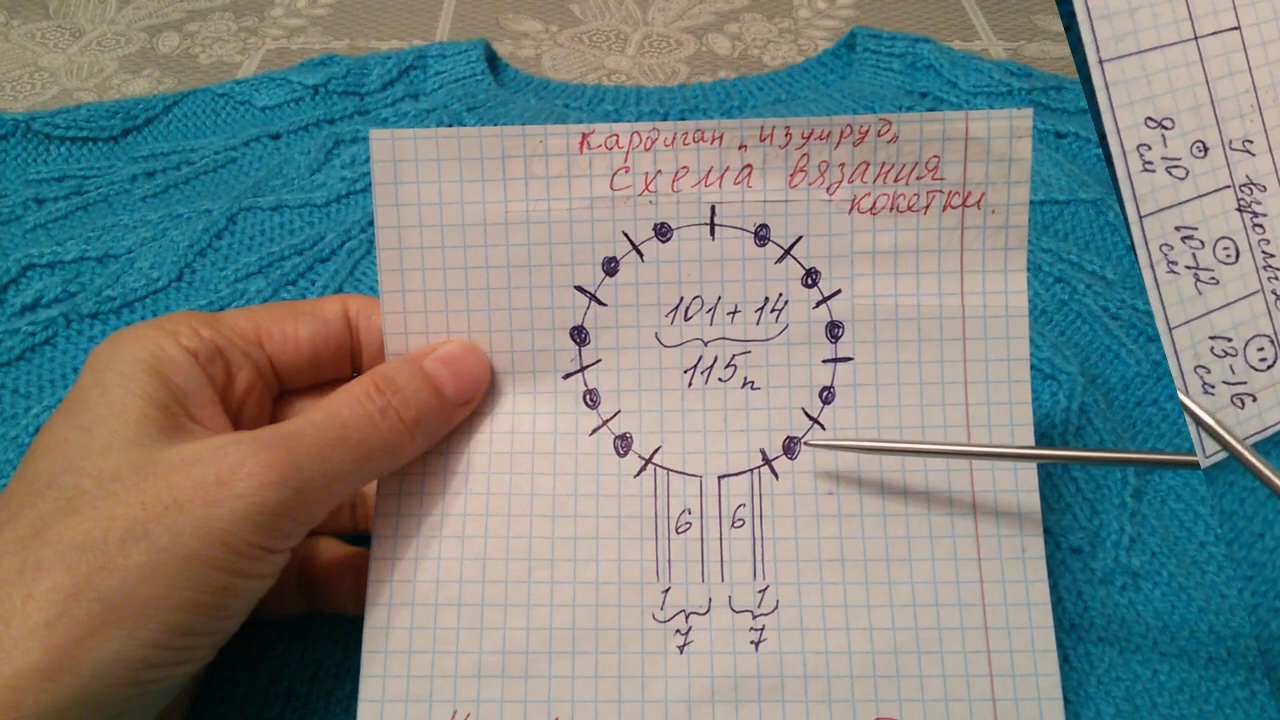 Кардиган „Изумруд„
схема вязания
кокетки.
101 + 14
115п
6 6
1 1
7 7
у взрослых
8-10
см
10-12
см
13-16
см